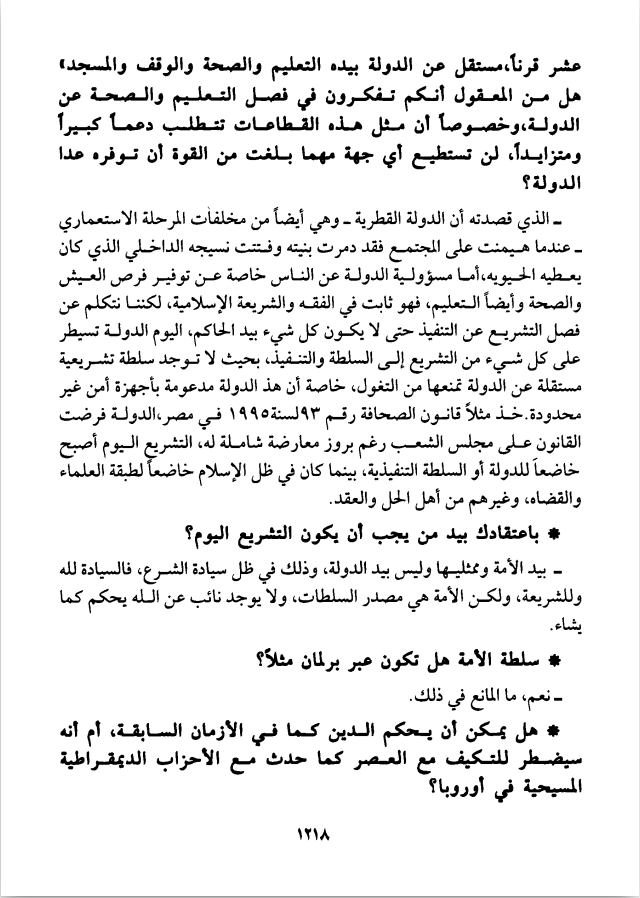 عشر قرناً،مستقل عن الدولة بيده التعليم والصحة والوقف والمسجد»
هل من المعقول أنكم تفكرون في فصل التعليم والصحة عن
الدولة،وخصوصاً أن مثل هذه القطاعات تتطلب دعماً كبيراً
ومتزايداً، لن تستطيع أي جهة مهما بلغت من القوة أن توفره عدا
الدولة؟
ـ الذي قصدته أن الدولة القطرية ـ وهي أيضاً من مخلفات المرحلة الاستعماري
ـ عندما هيمنت على المجتمع فقد دمرت بنيته وفتتت نسيجه الداخلي الذي كان
يعطيه الحيويه،أما مسؤولية الدولة عن الناس خاصة عن توفير فرص العيش
والصحة وأيضاً التعليم، فهو ثابت في الفقه والشريعة الإسلامية، لكننا نتكلم عن
فصل التشريع عن التنفيذ حتى لا يكون كل شيء بيد الحاكم، اليوم الدولة تسيطر
على كل شيء من التشريع إلى السلطة والتنفيذ، بحيث لا توجد سلطة تشريعية
مستقلة عن الدولة تمنعها من التغول، خاصة أن هذ الدولة مدعومة بأجهزة أمن غير
محدودة.خذ مثلاً قانون الصحافة رقم ٩٣لسنة١٩٩٥ في مصر،الدولة فرضت
القانون على مجلس الشعب رغم بروز معارضة شاملة له، التشريع اليوم أصبح
خاضعاً للدولة أو السلطة التنفيذية، بينما كان في ظل الإسلام خاضعاً لطبقة العلماء
والقضاه، وغيرهم من أهل الحل والعقد.
* باعتقادك بيد من يجب أن يكون التشريع اليوم؟
ـ بيد الأمة وممثليها وليس بيد الدولة، وذلك في ظل سيادة الشرع، فالسيادة لله
وللشريعة، ولكن الأمة هي مصدر السلطات، ولا يوجد نائب عن الله يحكم كما
يشاء.
* سلطة الأمة هل تكون عبر برلمان مثلاً؟
ـ نعم، ما المانع في ذلك.
* هل يمكن أن يحكم الدين كما في الأزمان السابقة، أم أنه
سيضطر للتكيف مع العصر كما حدث مع الأحزاب الديمقراطية
المسيحية في أوروبا؟
١٢١٨